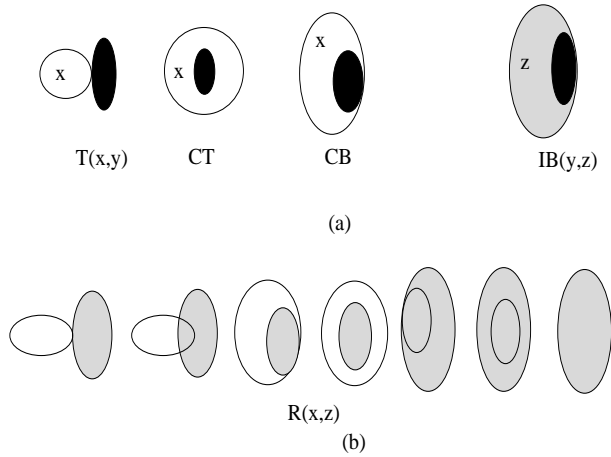 x x x z
T(x,y) CT CB IB(y,z)
(a)
R(x,z)
(b)